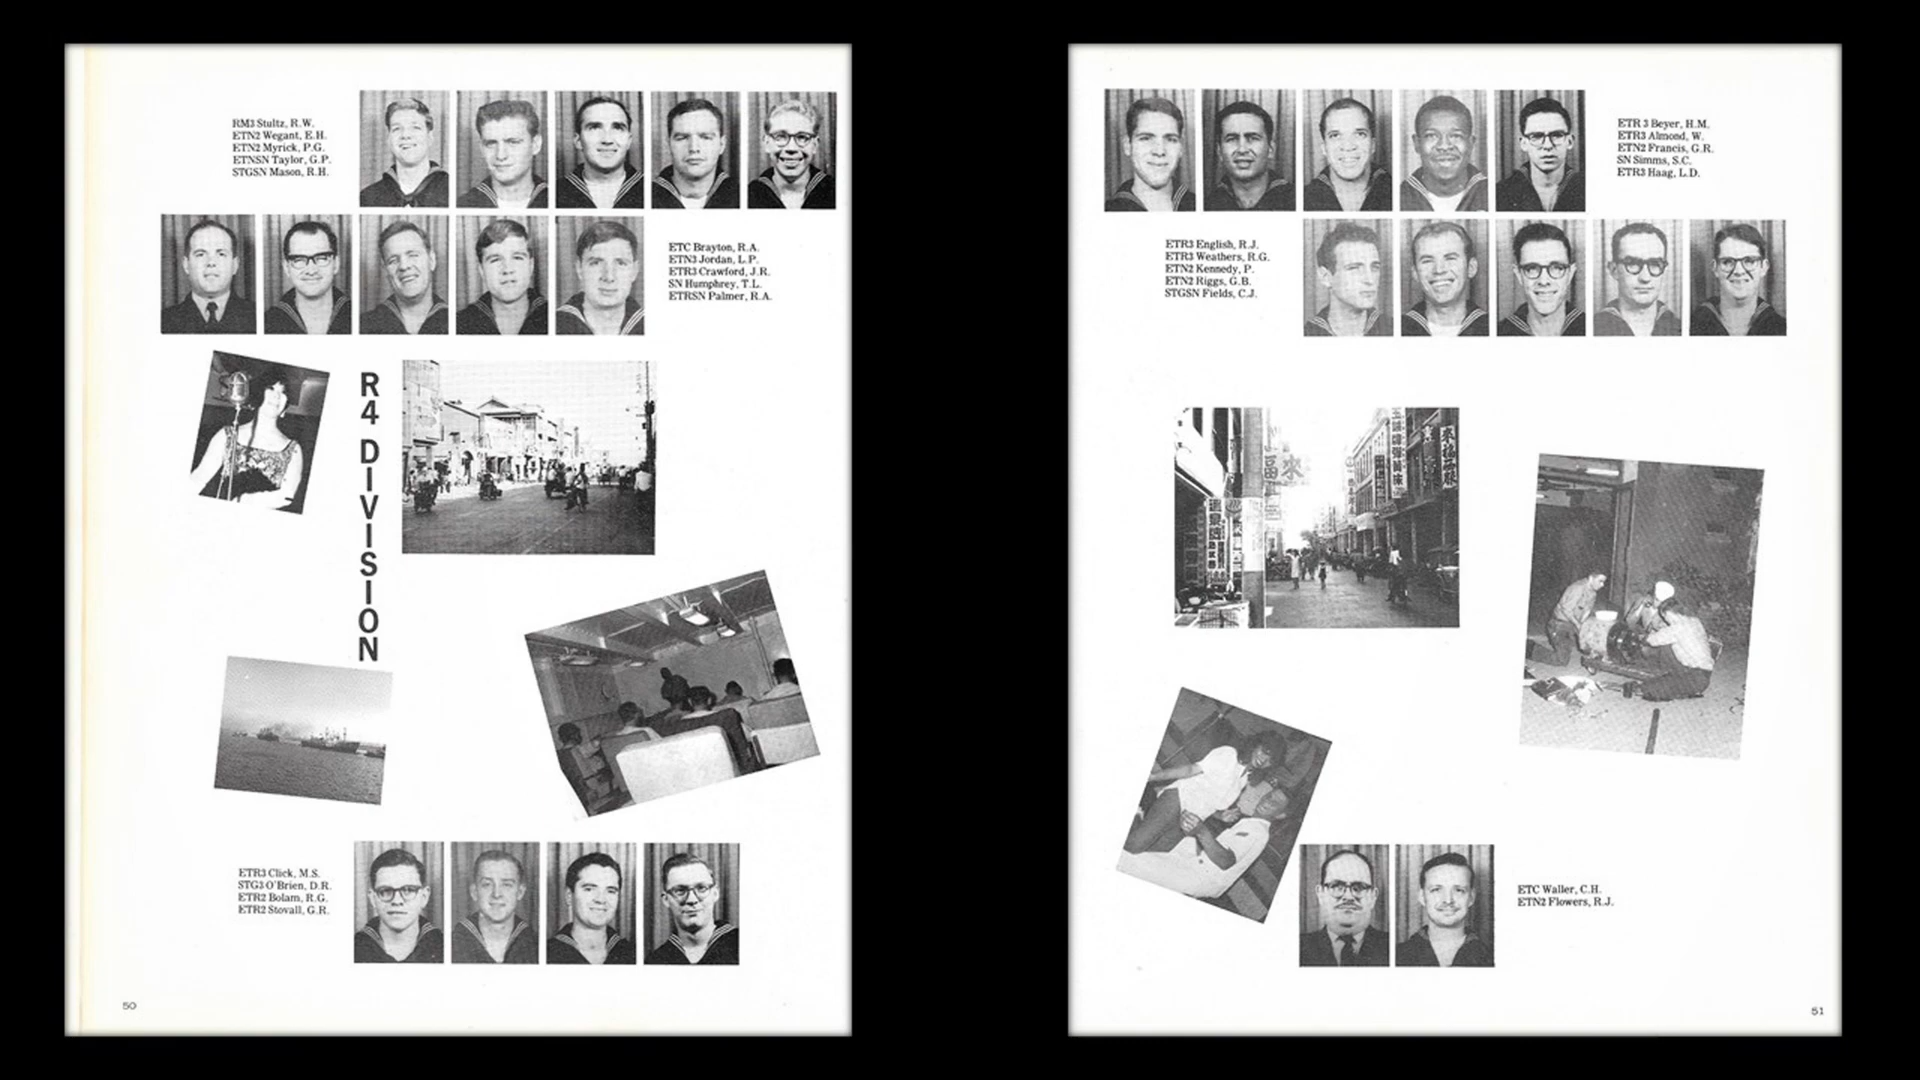 RM3 Stultz, R.W.
ETN2 Wegant, E.H.
ETN2 Myrick, P.G.
ETNSN Taylor, G.P.
STGSN Mason, R.H.
ETC Brayton, R.A.
ETN3 Jordan, L.P.
ETR3 Crawford, J.R.
SN Humphrey, T.L.
ETRSN Palmer, R.A.
R4 DIVISION
ETR3 Click, M.S.
STG3 O'Brien, D.R.
ETR2 Bolam, R.G.
ETR2 Stovall, G.R.
50
ETR 3 Beyer, H.M.
ETR3 Almond, W.
ETN2 Francis, G.R.
SN Simms, S.C.
ETR3 Haag, L.D.
ETR3 English, R.J.
ETR3 Weathers, R.G.
ETN2 Kennedy, P.
ETN2 Riggs, G.B.
STGSN Fields, C.J.
ETC Waller, C.H.
ETN2 Flowers, R.J.
51